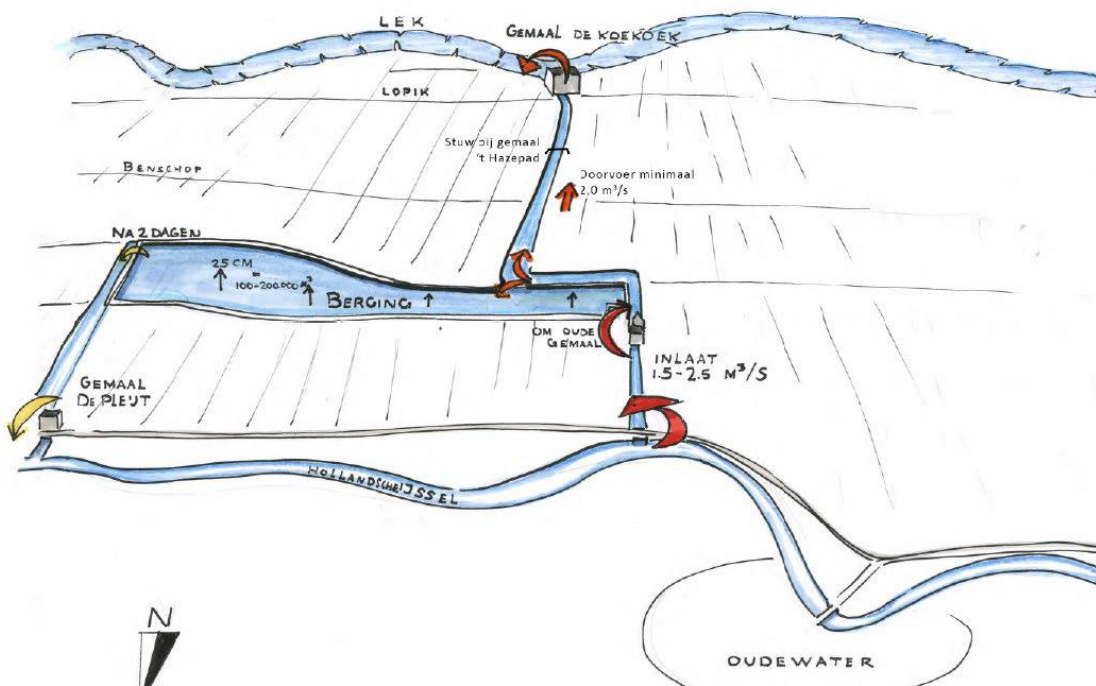 LEK
GEMAAL DE KOEKOEK
LOPIK
Stuw bij gemaal
't Hazepad
BENSCHOP
Doorvoer minimaal
2,0 m³/s
NA 2 DAGEN
25 CM
=
100-200.000 M³
BERGING
OM OUDE
GEMAAL
INLAAT
1.5-2.5 M³/S
GEMAAL
DE PLEIJT
HOLLANDSCHE IJSSEL
N
OUDEWATER